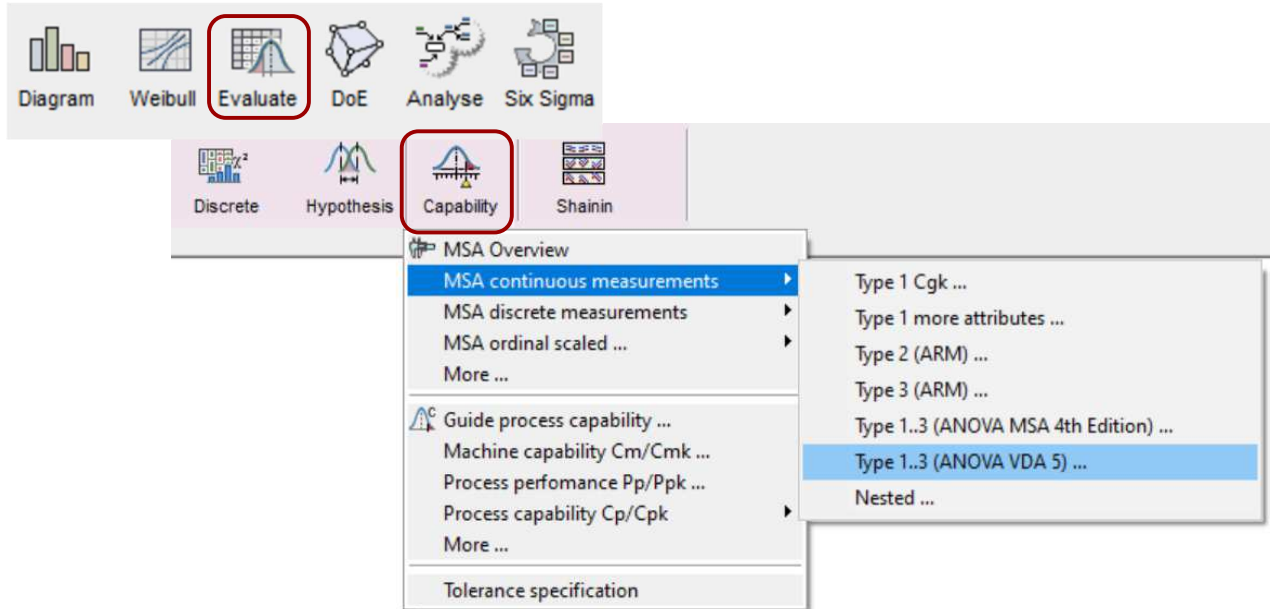 Diagram Weibull Evaluate DoE Analyse Six Sigma
χ²
Discrete Hypothesis Capability Shainin
MSA Overview
MSA continuous measurements
MSA discrete measurements
MSA ordinal scaled ...
More ...
C
Guide process capability ...
Machine capability Cm/Cmk ...
Process perfomance Pp/Ppk ...
Process capability Cp/Cpk
More ...
Tolerance specification
Type 1 Cgk ...
Type 1 more attributes ...
Type 2 (ARM) ...
Type 3 (ARM) ...
Type 1..3 (ANOVA MSA 4th Edition) ...
Type 1..3 (ANOVA VDA 5) ...
Nested ...